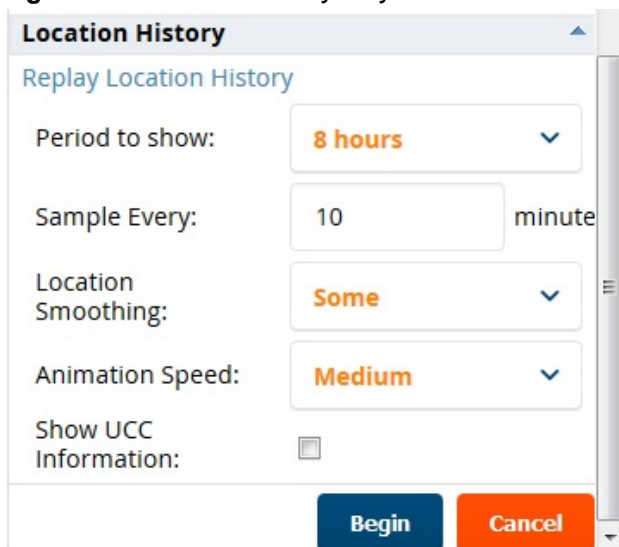 Location History
Replay Location History
Period to show: 8 hours
Sample Every: 10 minute
Location
Smoothing: Some
Animation Speed: Medium
Show UCC
Information:
Begin Cancel